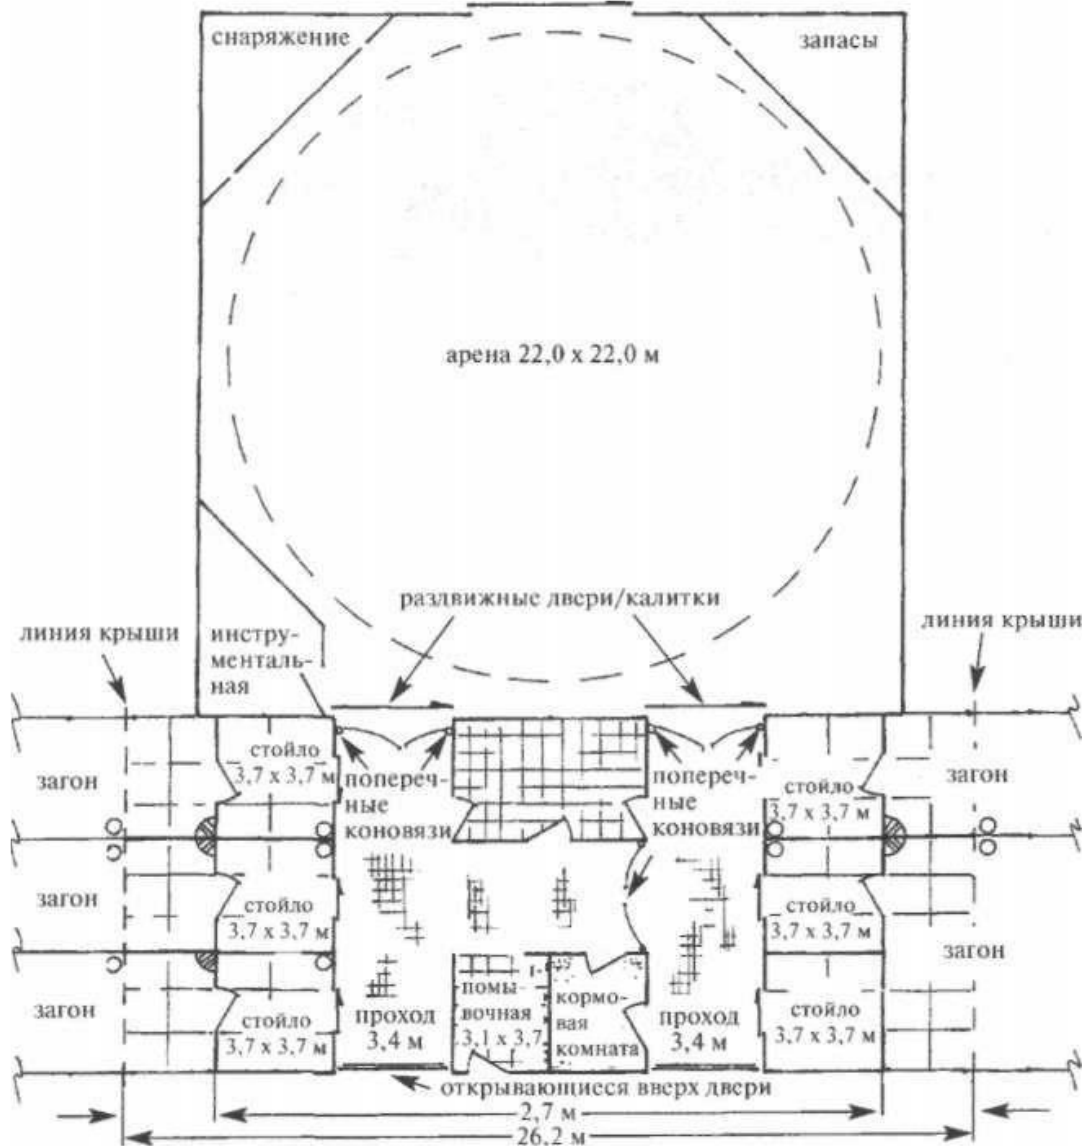 снаряжение
запасы
арена 22,0 х 22,0 м
раздвижные двери/калитки
линия крыши
линия крыши
инстру-
менталь-
ная
стойло
3,7 х 3,7 м
загон
попереч-
ные
коновязи
попереч-
ные
коновязи
стойло
3,7 х 3,7 м
загон
загон
стойло
3,7 х 3,7 м
стойло
3,7 х 3,7 м
загон
загон
стойло
3,7 х 3,7 м
проход
3,4 м
помы-
вочная
3,1 х 3,7
кормо-
вая
комната
проход
3,4 м
стойло
3,7 х 3,7 м
открывающиеся вверх двери
2,7 м
26,2 м